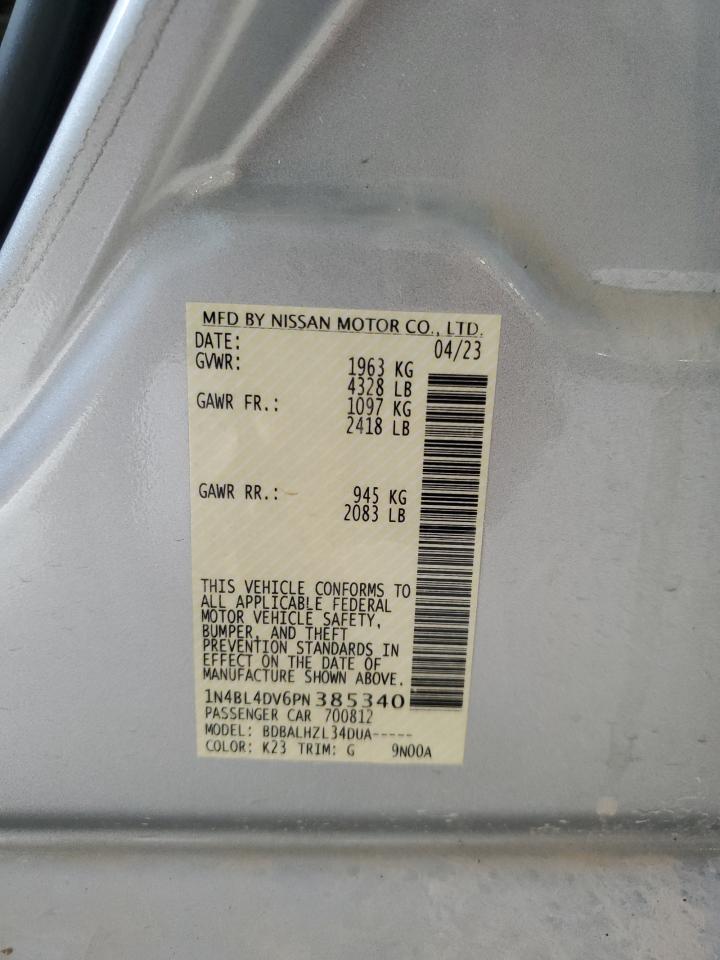 MFD BY NISSAN MOTOR CO., LTD.
DATE: 04/23
GVWR: 1963 KG
4328 LB
GAWR FR.: 1097 KG
2418 LB
GAWR RR.: 945 KG
2083 LB
THIS VEHICLE CONFORMS TO
ALL APPLICABLE FEDERAL
MOTOR VEHICLE SAFETY,
BUMPER, AND THEFT
PREVENTION STANDARDS IN
EFFECT ON THE DATE OF
MANUFACTURE SHOWN ABOVE.
1N4BL4DV6PN385340
PASSENGER CAR 700812
MODEL: BDBALHZL34DUA-----
COLOR: K23 TRIM: G 9N00A